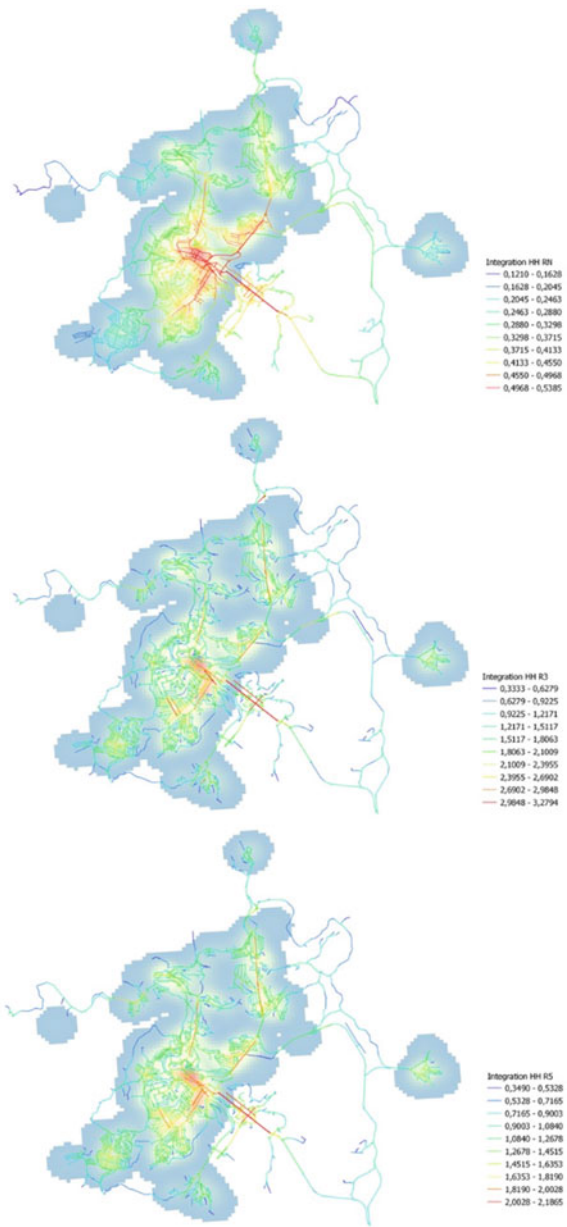 Integration HH RN
0,1210 - 0,1628
0,1628 - 0,2045
0,2045 - 0,2463
0,2463 - 0,2880
0,2880 - 0,3298
0,3298 - 0,3715
0,3715 - 0,4133
0,4133 - 0,4550
0,4550 - 0,4968
0,4968 - 0,5385
Integration HH R3
0,3333 - 0,6279
0,6279 - 0,9225
0,9225 - 1,2171
1,2171 - 1,5117
1,5117 - 1,8063
1,8063 - 2,1009
2,1009 - 2,3955
2,3955 - 2,6902
2,6902 - 2,9848
2,9848 - 3,2794
Integration HH R5
0,3490 - 0,5328
0,5328 - 0,7165
0,7165 - 0,9003
0,9003 - 1,0840
1,0840 - 1,2678
1,2678 - 1,4515
1,4515 - 1,6353
1,6353 - 1,8190
1,8190 - 2,0028
2,0028 - 2,1865